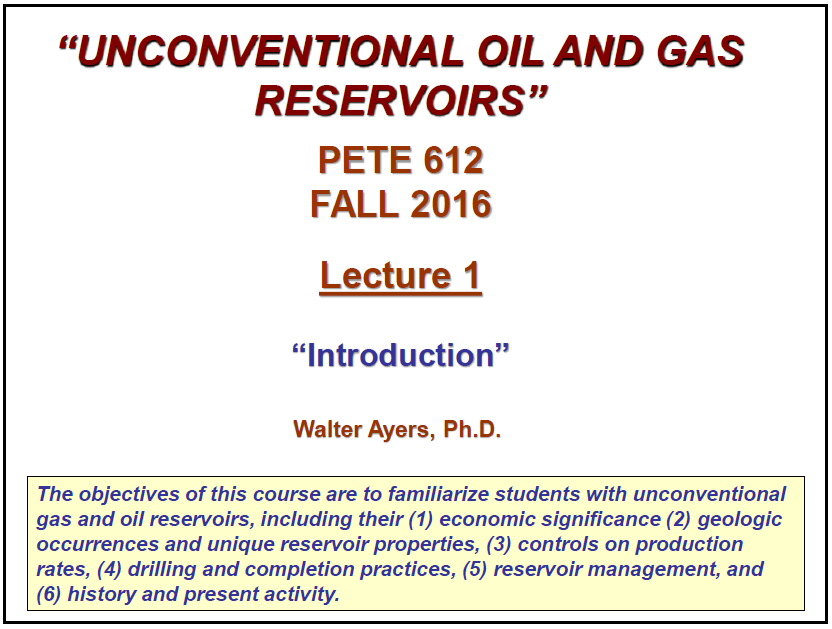 “UNCONVENTIONAL OIL AND GAS
RESERVOIRS”
PETE 612
FALL 2016
Lecture 1
“Introduction”
Walter Ayers, Ph.D.
The objectives of this course are to familiarize students with unconventional
gas and oil reservoirs, including their (1) economic significance (2) geologic
occurrences and unique reservoir properties, (3) controls on production
rates, (4) drilling and completion practices, (5) reservoir management, and
(6) history and present activity.